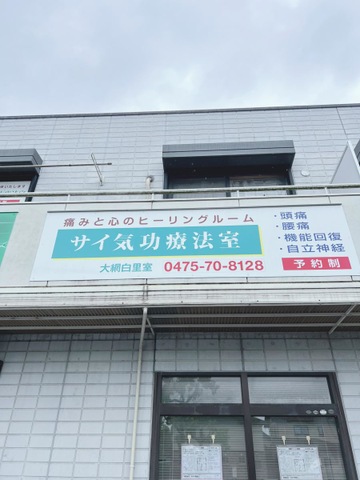 痛みと心のヒーリングルーム
サイ気功療法室
大網白里室 0475-70-8128
・頭痛
・腰痛
・機能回復
・自立神経
予約制